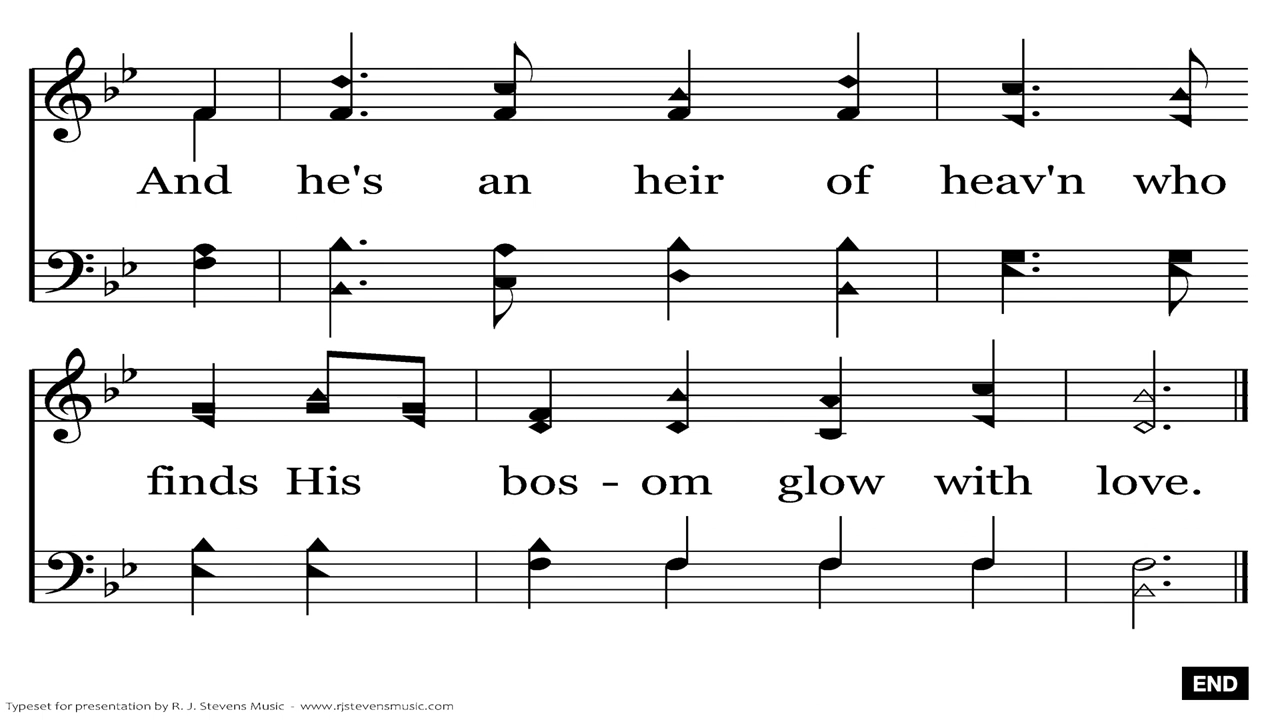 And he's an heir of heav'n who
finds His bos - om glow with love.
END
Typeset for presentation by R. J. Stevens Music - www.rjstevensmusic.com